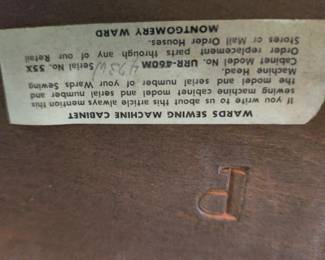 WARDS SEWING MACHINE CABINET
If you write to us about this article always mention this
sewing machine cabinet model and serial number and
the model and serial number of your Wards Sewing
Machine Head.
Cabinet Model No. URR-460M Serial No. 55X
Order replacement parts through any of our Retail
Stores or Mail Order Houses.
MONTGOMERY WARD